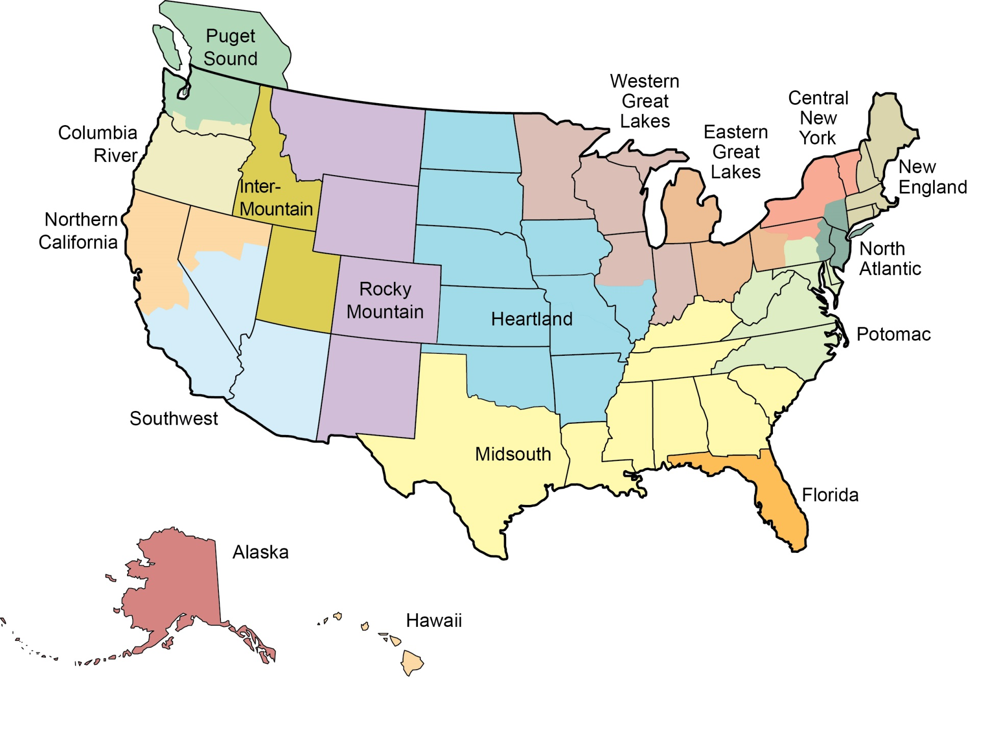 Puget
Sound
Western
Great
Lakes
Central
New
York
Eastern
Great
Lakes
Columbia
River
New
England
Inter-
Mountain
Northern
California
North
Atlantic
Rocky
Mountain
Heartland
Potomac
Southwest
Midsouth
Florida
Alaska
Hawaii